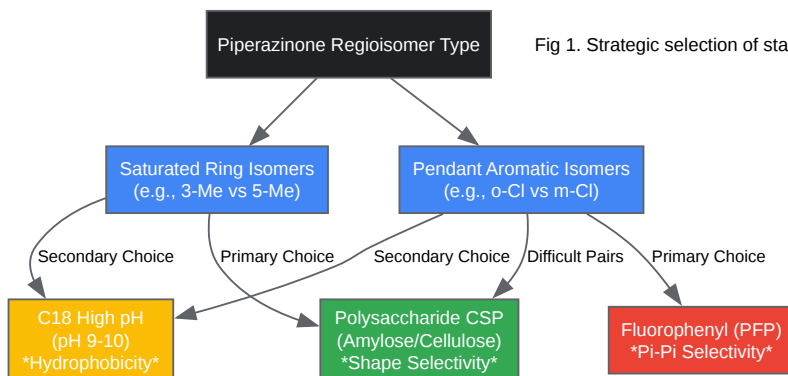 Piperazinone Regioisomer Type
Fig 1. Strategic selection of sta
Saturated Ring Isomers
(e.g., 3-Me vs 5-Me)
Pendant Aromatic Isomers
(e.g., o-Cl vs m-Cl)
Secondary Choice
Primary Choice
Secondary Choice
Difficult Pairs
Primary Choice
C18 High pH
(pH 9-10)
*Hydrophobicity*
Polysaccharide CSP
(Amylose/Cellulose)
*Shape Selectivity*
Fluorophenyl (PFP)
*Pi-Pi Selectivity*